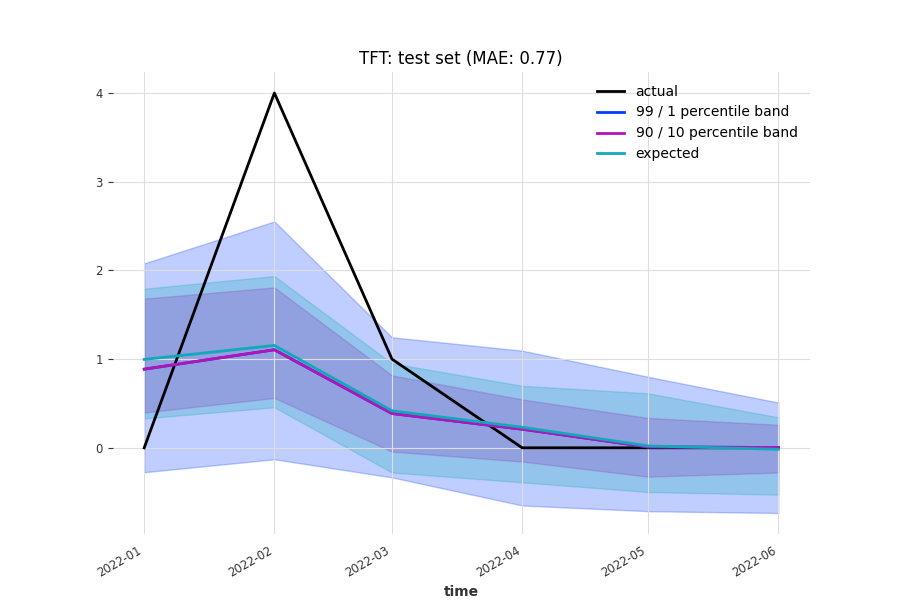 TFT: test set (MAE: 0.77)
actual
99 / 1 percentile band
90 / 10 percentile band
expected
4
3
2
1
0
2022-01
2022-02
2022-03
2022-04
2022-05
2022-06
time